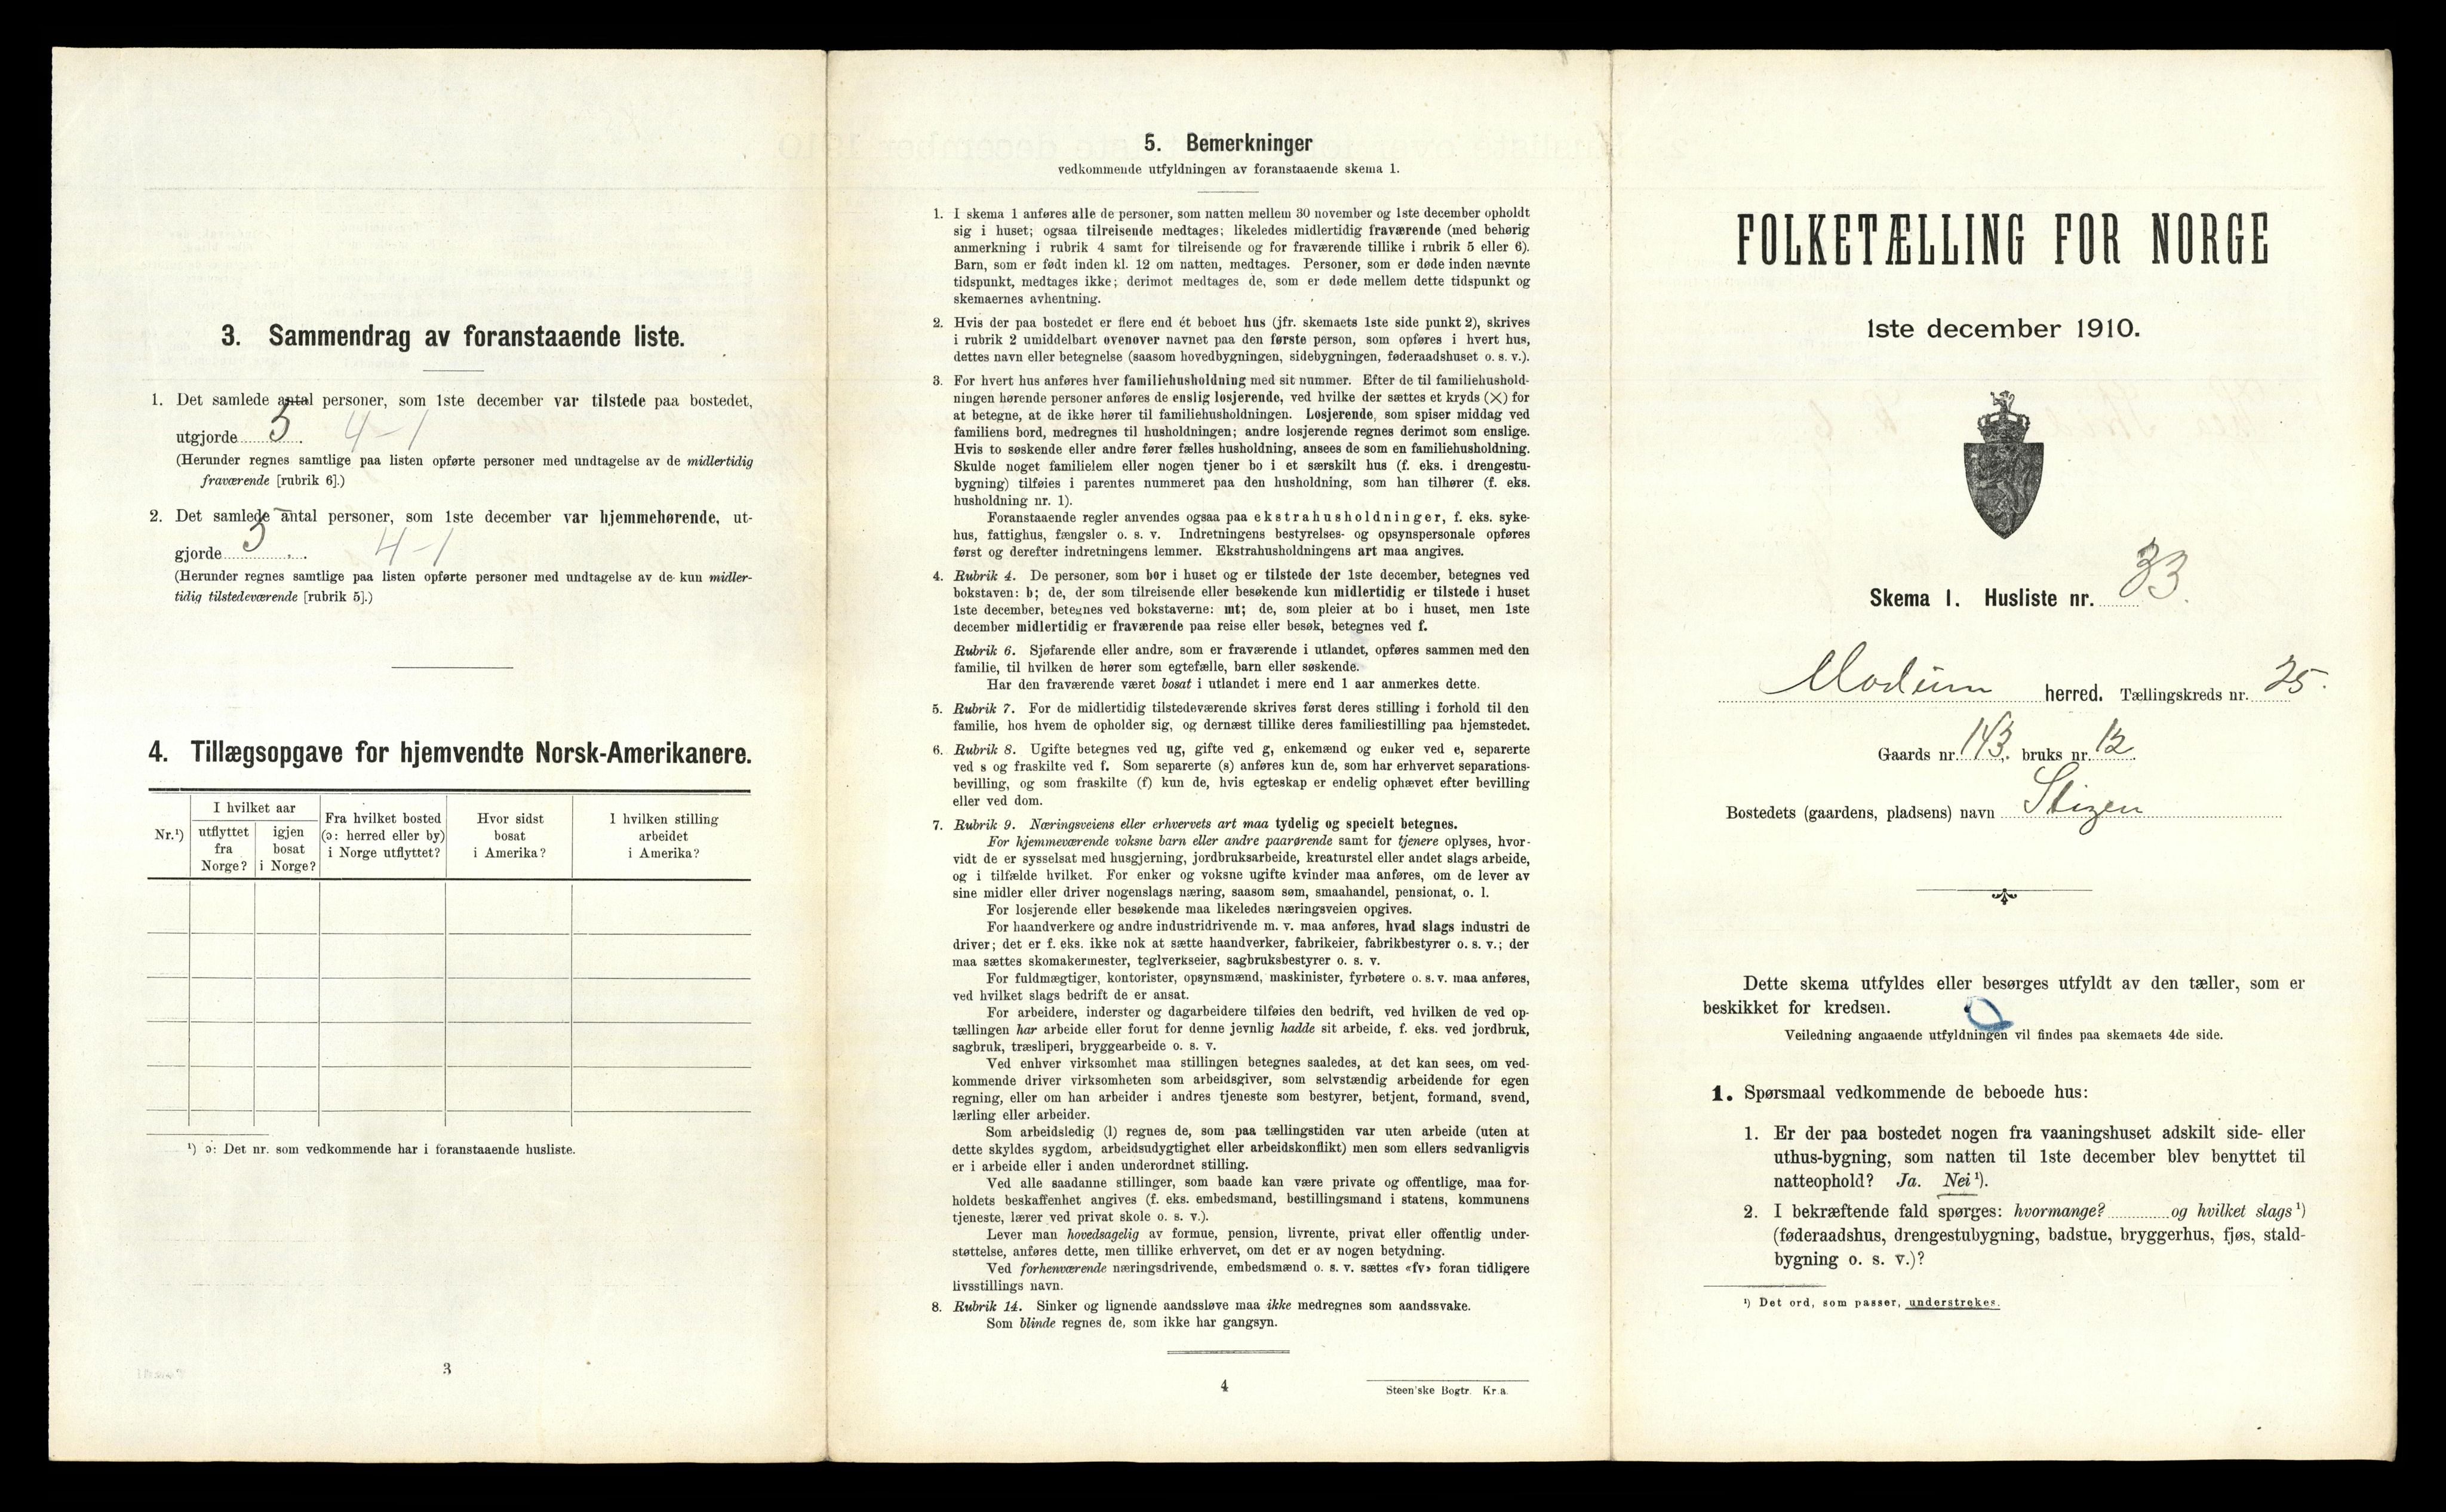 3. Sammendrag av foranstaaende liste.
1. Det samlede antal personer, som 1ste december var tilstede paa bostedet,
utgjorde 5. 4-1
(Herunder regnes samtlige paa listen opførte personer med undtagelse av de midlertidig
fraværende [rubrik 6].)
2. Det samlede antal personer, som 1ste december var hjemmehørende, ut-
gjorde 5. 4-1
(Herunder regnes samtlige paa listen opførte personer med undtagelse av de kun midler-
tidig tilstedeværende [rubrik 5].)
4. Tillægsopgave for hjemvendte Norsk-Amerikanere.
Nr.¹)
I hvilket aar
utflyttet fra Norge?
igjen bosat i Norge?
Fra hvilket bosted (ɔ: herred eller by) i Norge utflyttet?
Hvor sidst bosat i Amerika?
I hvilken stilling arbeidet i Amerika?
¹) ɔ: Det nr. som vedkommende har i foranstaaende husliste.
3
5. Bemerkninger
vedkommende utfyldningen av foranstaaende skema 1.
1. I skema 1 anføres alle de personer, som natten mellem 30 november og 1ste december opholdt
sig i huset; ogsaa tilreisende medtages; likeledes midlertidig fraværende (med behørig
anmerkning i rubrik 4 samt for tilreisende og for fraværende tillike i rubrik 5 eller 6).
Barn, som er født inden kl. 12 om natten, medtages. Personer, som er døde inden nævnte
tidspunkt, medtages ikke; derimot medtages de, som er døde mellem dette tidspunkt og
skemaernes avhentning.
2. Hvis der paa bostedet er flere end ét beboet hus (jfr. skemaets 1ste side punkt 2), skrives
i rubrik 2 umiddelbart ovenover navnet paa den første person, som opføres i hvert hus,
dettes navn eller betegnelse (saasom hovedbygningen, sidebygningen, føderaadshuset o. s. v.).
3. For hvert hus anføres hver familiehusholdning med sit nummer. Efter de til familiehushold-
ningen hørende personer anføres de enslig losjerende, ved hvilke der sættes et kryds (×) for
at betegne, at de ikke hører til familiehusholdningen. Losjerende, som spiser middag ved
familiens bord, medregnes til husholdningen; andre losjerende regnes derimot som enslige.
Hvis to søskende eller andre fører fælles husholdning, ansees de som en familiehusholdning.
Skulde noget familielem eller nogen tjener bo i et særskilt hus (f. eks. i drengestu-
bygning) tilføies i parentes nummeret paa den husholdning, som han tilhører (f. eks.
husholdning nr. 1).
Foranstaaende regler anvendes ogsaa paa ekstrahusholdninger, f. eks. syke-
hus, fattighus, fængsler o. s. v. Indretningens bestyrelses- og opsynspersonale opføres
først og derefter indretningens lemmer. Ekstrahusholdningens art maa angives.
4. Rubrik 4. De personer, som bor i huset og er tilstede der 1ste december, betegnes ved
bokstaven: b; de, der som tilreisende eller besøkende kun midlertidig er tilstede i huset
1ste december, betegnes ved bokstaverne: mt; de, som pleier at bo i huset, men 1ste
december midlertidig er fraværende paa reise eller besøk, betegnes ved f.
Rubrik 6. Sjøfarende eller andre, som er fraværende i utlandet, opføres sammen med den
familie, til hvilken de hører som egtefælle, barn eller søskende.
Har den fraværende været bosat i utlandet i mere end 1 aar anmerkes dette.
5. Rubrik 7. For de midlertidig tilstedeværende skrives først deres stilling i forhold til den
familie, hos hvem de opholder sig, og dernæst tillike deres familiestilling paa hjemstedet.
6. Rubrik 8. Ugifte betegnes ved ug, gifte ved g, enkemænd og enker ved e, separerte
ved s og fraskilte ved f. Som separerte (s) anføres kun de, som har erhvervet separations-
bevilling, og som fraskilte (f) kun de, hvis egteskap er endelig ophævet efter bevilling
eller ved dom.
7. Rubrik 9. Næringsveiens eller erhvervets art maa tydelig og specielt betegnes.
For hjemmeværende voksne barn eller andre paarørende samt for tjenere oplyses, hvor-
vidt de er sysselsat med husgjerning, jordbruksarbeide, kreaturstel eller andet slags arbeide,
og i tilfælde hvilket. For enker og voksne ugifte kvinder maa anføres, om de lever av
sine midler eller driver nogenslags næring, saasom søm, smaahandel, pensionat, o. l.
For losjerende eller besøkende maa likeledes næringsveien opgives.
For haandverkere og andre industridrivende m. v. maa anføres, hvad slags industri de
driver; det er f. eks. ikke nok at sætte haandverker, fabrikeier, fabrikbestyrer o. s. v.; der
maa sættes skomakermester, teglverkseier, sagbruksbestyrer o. s. v.
For fuldmægtiger, kontorister, opsynsmænd, maskinister, fyrbøtere o. s. v. maa anføres,
ved hvilket slags bedrift de er ansat.
For arbeidere, inderster og dagarbeidere tilføies den bedrift, ved hvilken de ved op-
tællingen har arbeide eller forut for denne jevnlig hadde sit arbeide, f. eks. ved jordbruk,
sagbruk, træsliperi, bryggearbeide o. s. v.
Ved enhver virksomhet maa stillingen betegnes saaledes, at det kan sees, om ved-
kommende driver virksomheten som arbeidsgiver, som selvstændig arbeidende for egen
regning, eller om han arbeider i andres tjeneste som bestyrer, betjent, formand, svend,
lærling eller arbeider.
Som arbeidsledig (l) regnes de, som paa tællingstiden var uten arbeide (uten at
dette skyldes sygdom, arbeidsudygtighet eller arbeidskonflikt) men som ellers sedvanligvis
er i arbeide eller i anden underordnet stilling.
Ved alle saadanne stillinger, som baade kan være private og offentlige, maa for-
holdets beskaffenhet angives (f. eks. embedsmand, bestillingsmand i statens, kommunens
tjeneste, lærer ved privat skole o. s. v.).
Lever man hovedsagelig av formue, pension, livrente, privat eller offentlig under-
støttelse, anføres dette, men tillike erhvervet, om det er av nogen betydning.
Ved forhenværende næringsdrivende, embedsmænd o. s. v. sættes «fv» foran tidligere
livsstillings navn.
8. Rubrik 14. Sinker og lignende aandssløve maa ikke medregnes som aandssvake.
Som blinde regnes de, som ikke har gangsyn.
4
Steen'ske Bogtr. Kr.a.
FOLKETÆLLING FOR NORGE
1ste december 1910.
Skema 1. Husliste nr. 33.
Modum herred. Tællingskreds nr. 25.
Gaards nr. 143. bruks nr. 12.
Bostedets (gaardens, pladsens) navn Stigen
Dette skema utfyldes eller besørges utfyldt av den tæller, som er
beskikket for kredsen.
Veiledning angaaende utfyldningen vil findes paa skemaets 4de side.
1. Spørsmaal vedkommende de beboede hus:
1. Er der paa bostedet nogen fra vaaningshuset adskilt side- eller
uthus-bygning, som natten til 1ste december blev benyttet til
natteophold? Ja. Nei¹).
2. I bekræftende fald spørges: hvormange? og hvilket slags¹)
(føderaadshus, drengestubygning, badstue, bryggerhus, fjøs, stald-
bygning o. s. v.)?
¹) Det ord, som passer, understrekes.